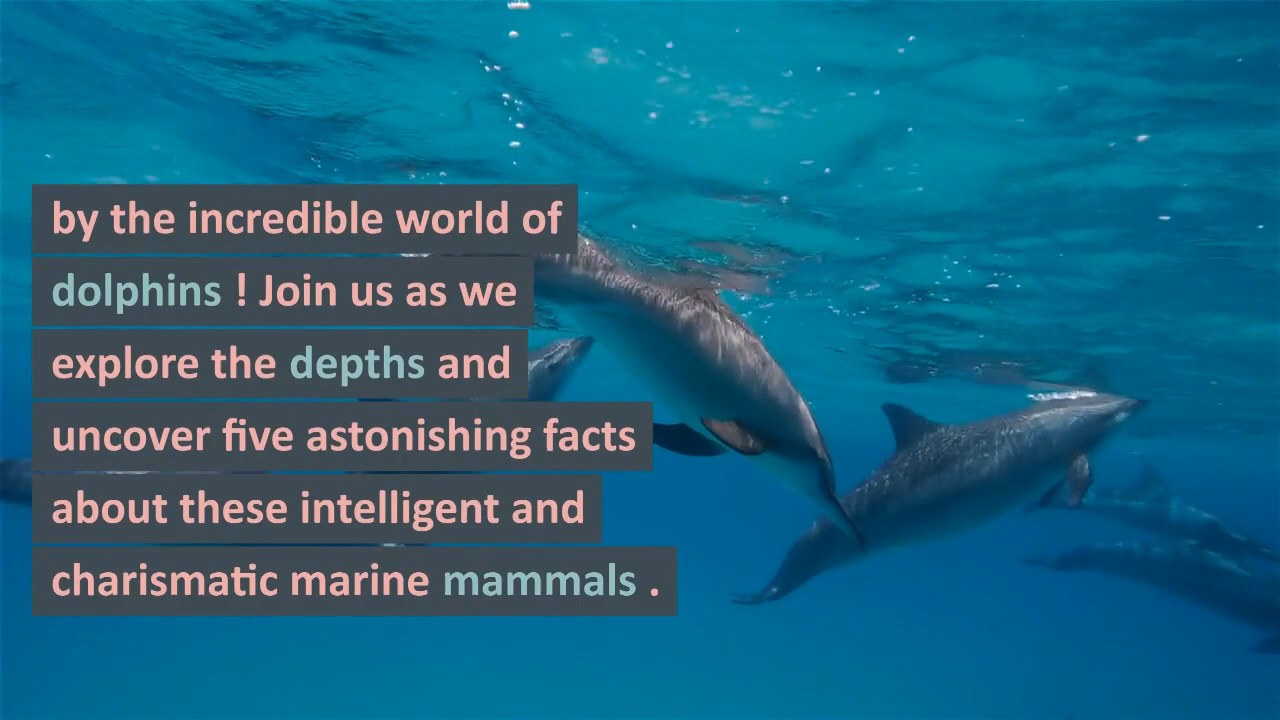 by the incredible world of
dolphins ! Join us as we
explore the depths and
uncover five astonishing facts
about these intelligent and
charismatic marine mammals .